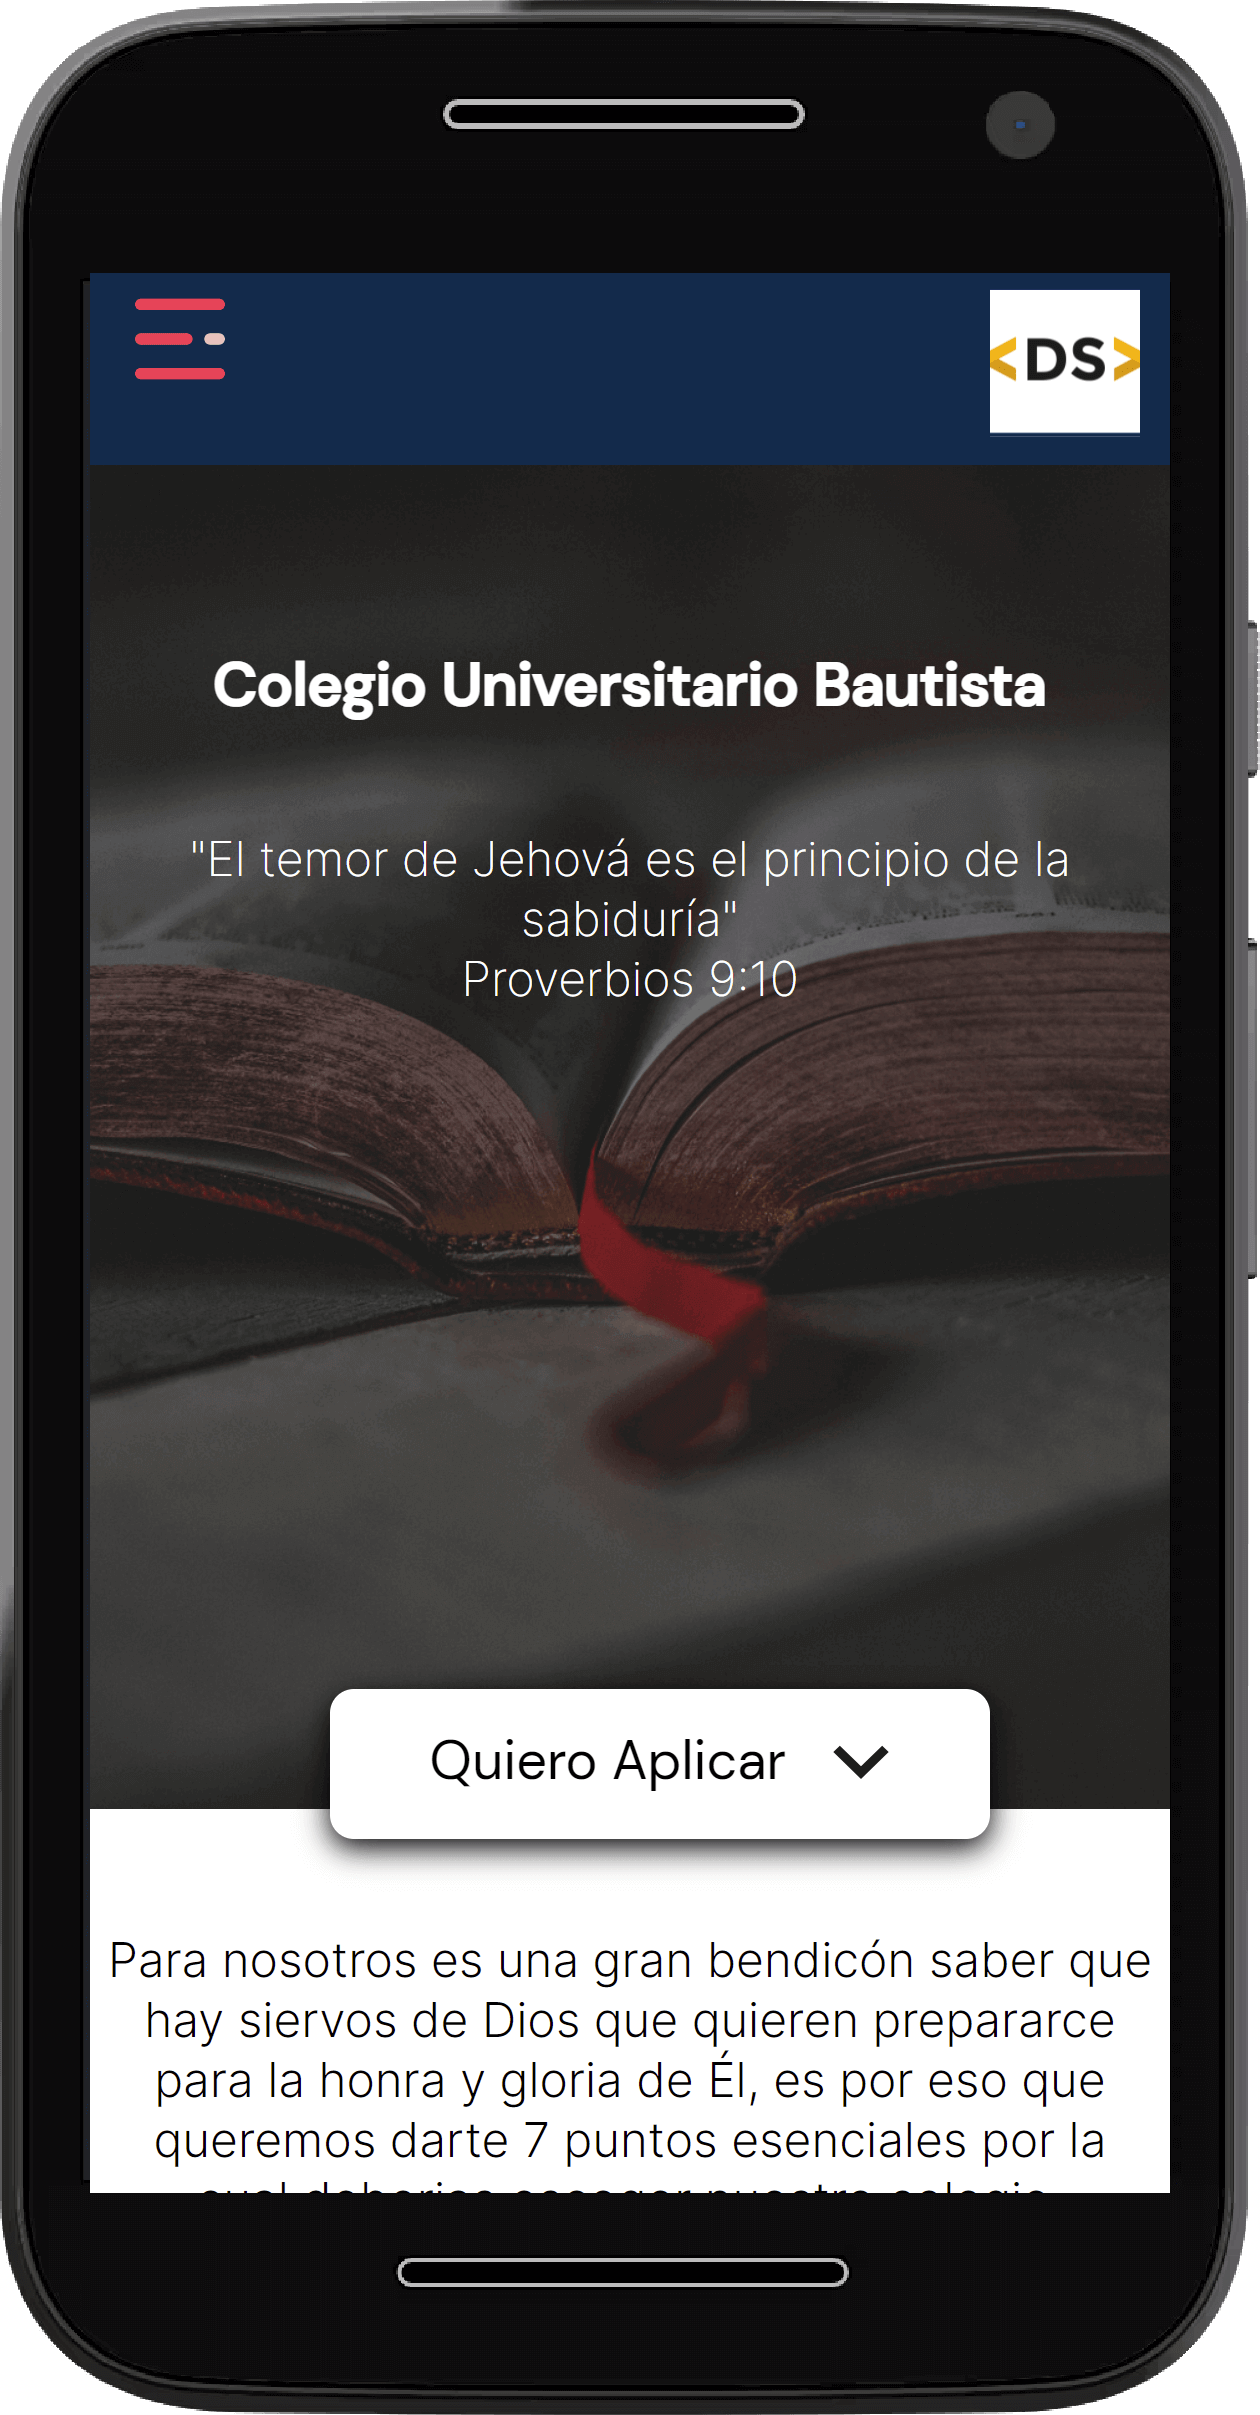 <DS>
Colegio Universitario Bautista
"El temor de Jehová es el principio de la
sabiduría"
Proverbios 9:10
Quiero Aplicar
Para nosotros es una gran bendicón saber que
hay siervos de Dios que quieren prepararce
para la honra y gloria de Él, es por eso que
queremos darte 7 puntos esenciales por la